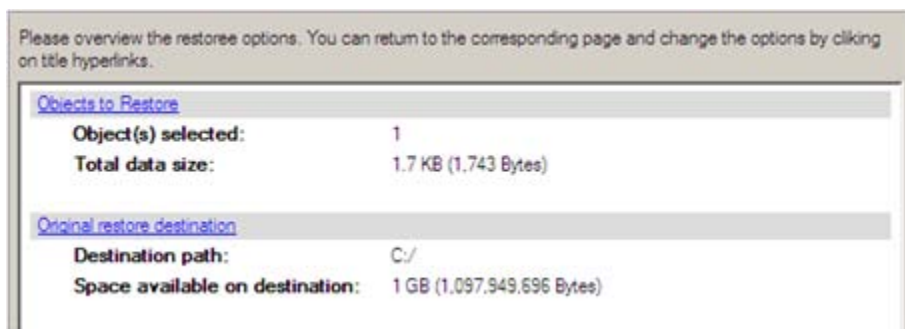 Please overview the restoree options. You can return to the corresponding page and change the options by cliking
on title hyperlinks.
Objects to Restore
Object(s) selected: 1
Total data size: 1.7 KB (1,743 Bytes)
Original restore destination
Destination path: C:/
Space available on destination: 1 GB (1,097,949,696 Bytes)